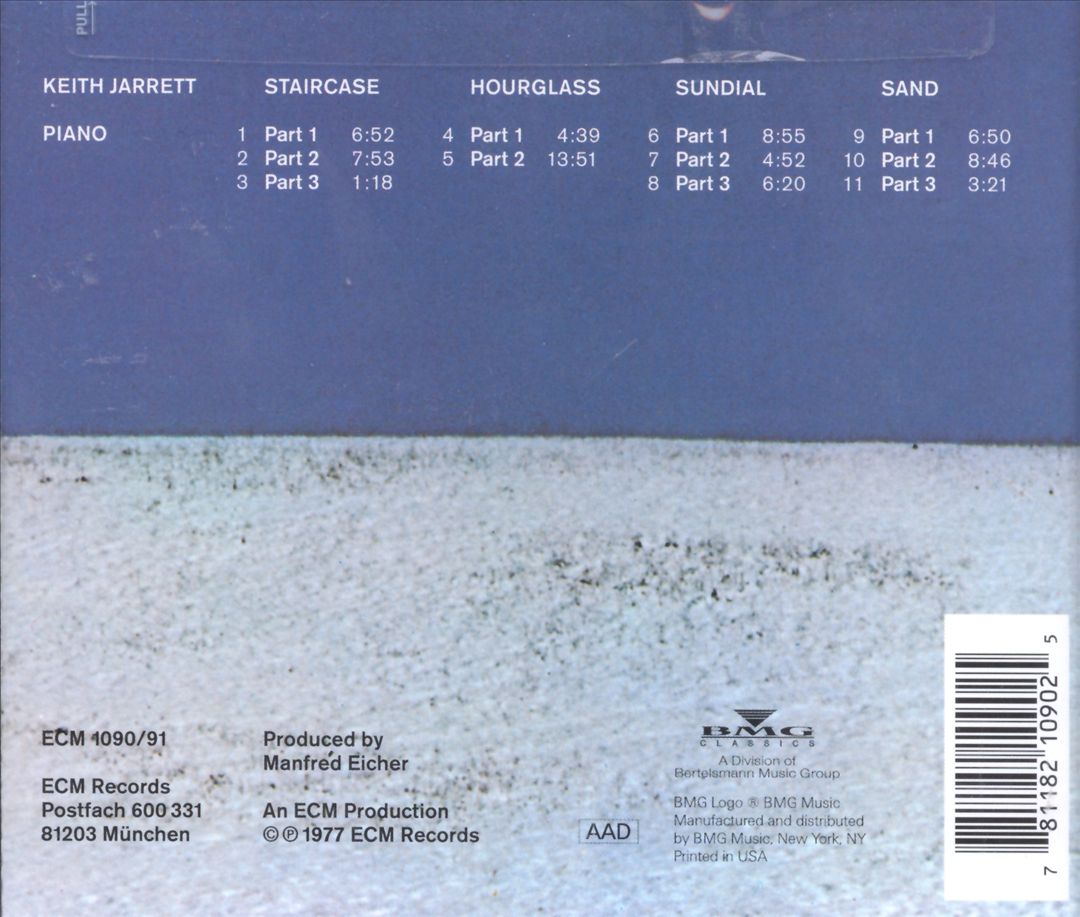 PULL
KEITH JARRETT
PIANO
STAIRCASE
1 Part 1 6:52
2 Part 2 7:53
3 Part 3 1:18
HOURGLASS
4 Part 1 4:39
5 Part 2 13:51
SUNDIAL
6 Part 1 8:55
7 Part 2 4:52
8 Part 3 6:20
SAND
9 Part 1 6:50
10 Part 2 8:46
11 Part 3 3:21
ECM 1090/91
ECM Records
Postfach 600 331
81203 München
Produced by
Manfred Eicher
An ECM Production
© ℗ 1977 ECM Records
AAD
BMG
CLASSICS
A Division of
Bertelsmann Music Group
BMG Logo ® BMG Music
Manufactured and distributed
by BMG Music, New York, NY
Printed in USA
7 81182 10902 5